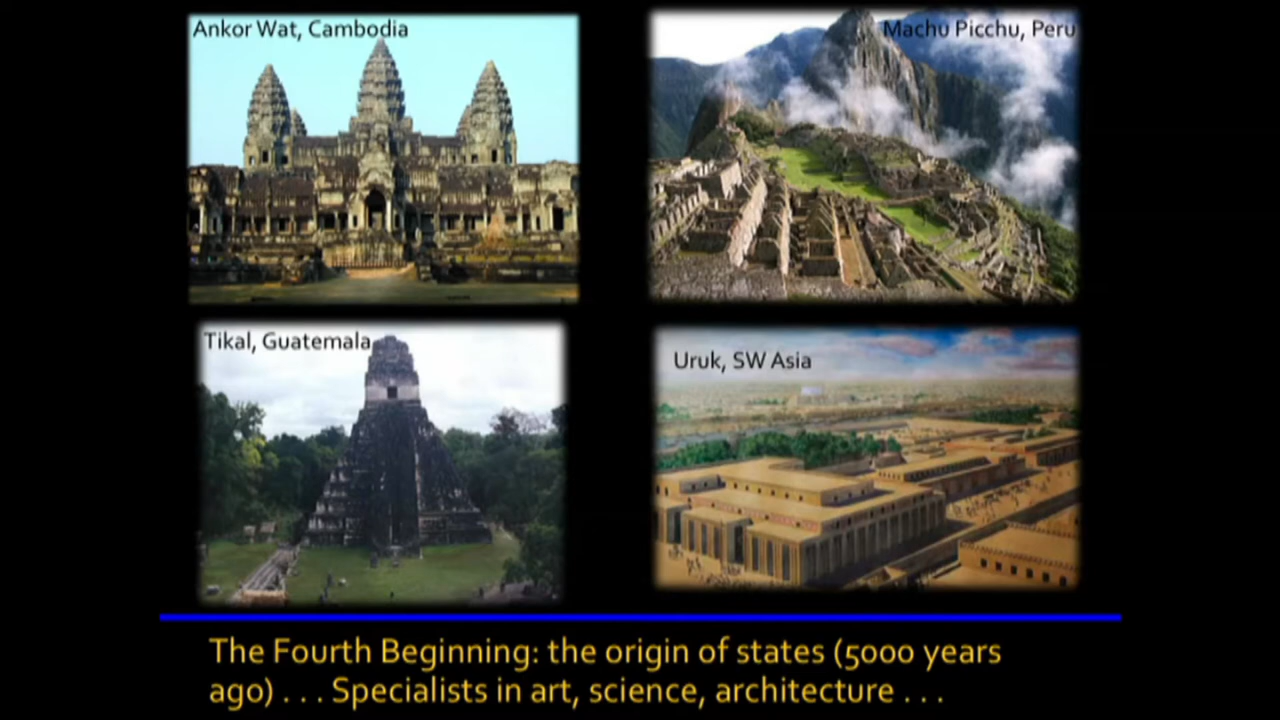 Ankor Wat, Cambodia
Machu Picchu, Peru
Tikal, Guatemala
Uruk, SW Asia
The Fourth Beginning: the origin of states (5000 years
ago) . . . Specialists in art, science, architecture . . .